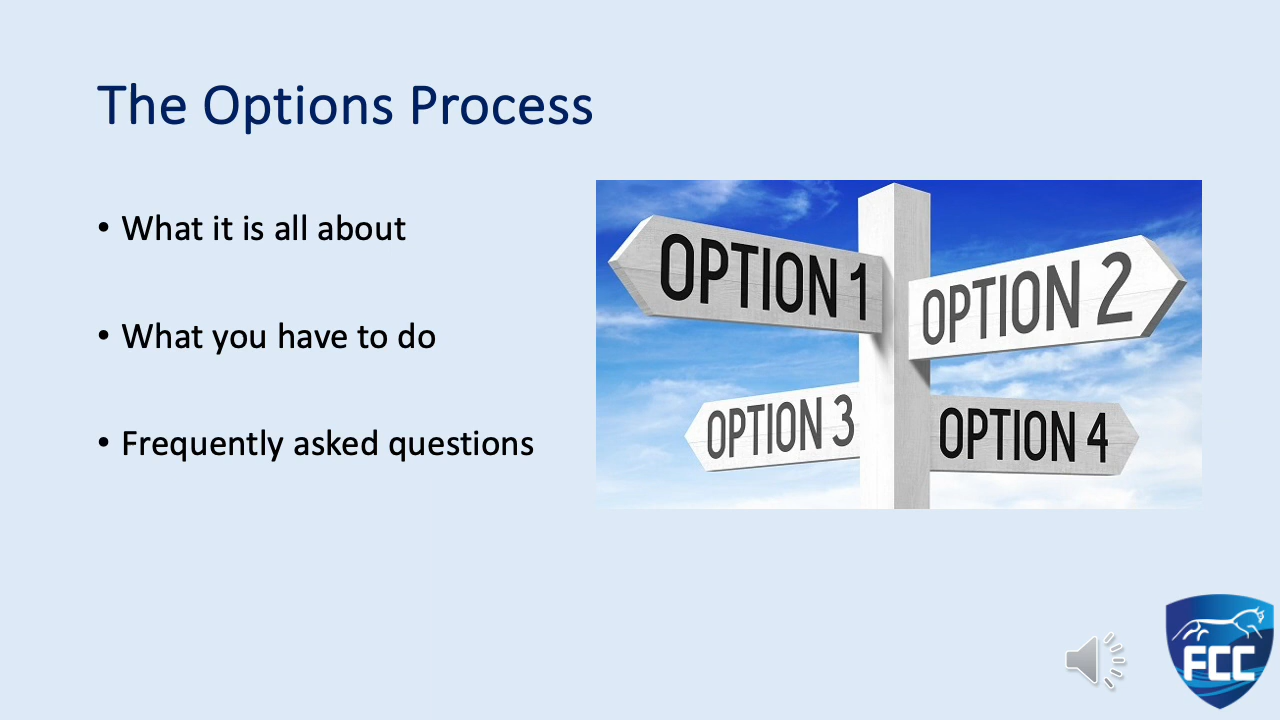 The Options Process
• What it is all about
• What you have to do
• Frequently asked questions
OPTION 1
OPTION 2
OPTION 3
OPTION 4
FCC